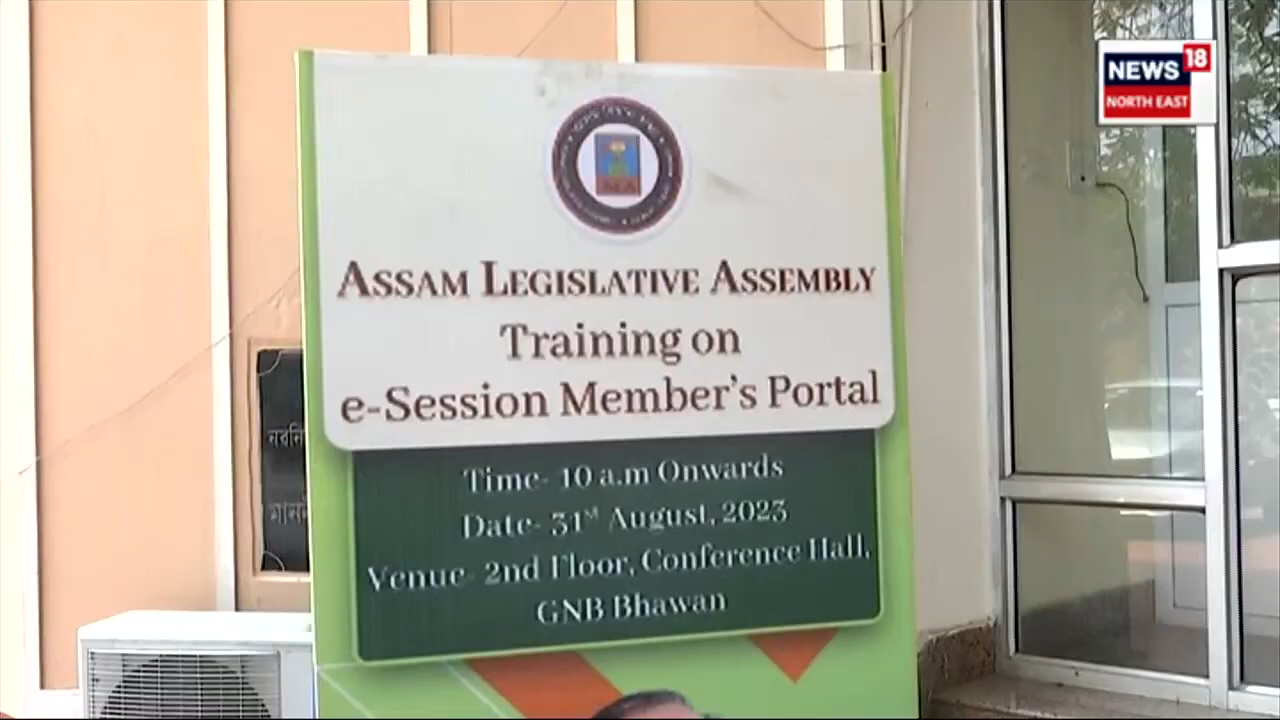 NEWS 18
NORTH EAST
ASSAM LEGISLATIVE ASSEMBLY
Training on
e-Session Member's Portal
Time- 10 a.m Onwards
Date- 31st August, 2023
Venue- 2nd Floor, Conference Hall,
GNB Bhawan